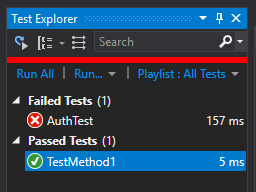 Test Explorer
Search
Run All | Run... | Playlist : All Tests
Failed Tests (1)
AuthTest 157 ms
Passed Tests (1)
TestMethod1 5 ms